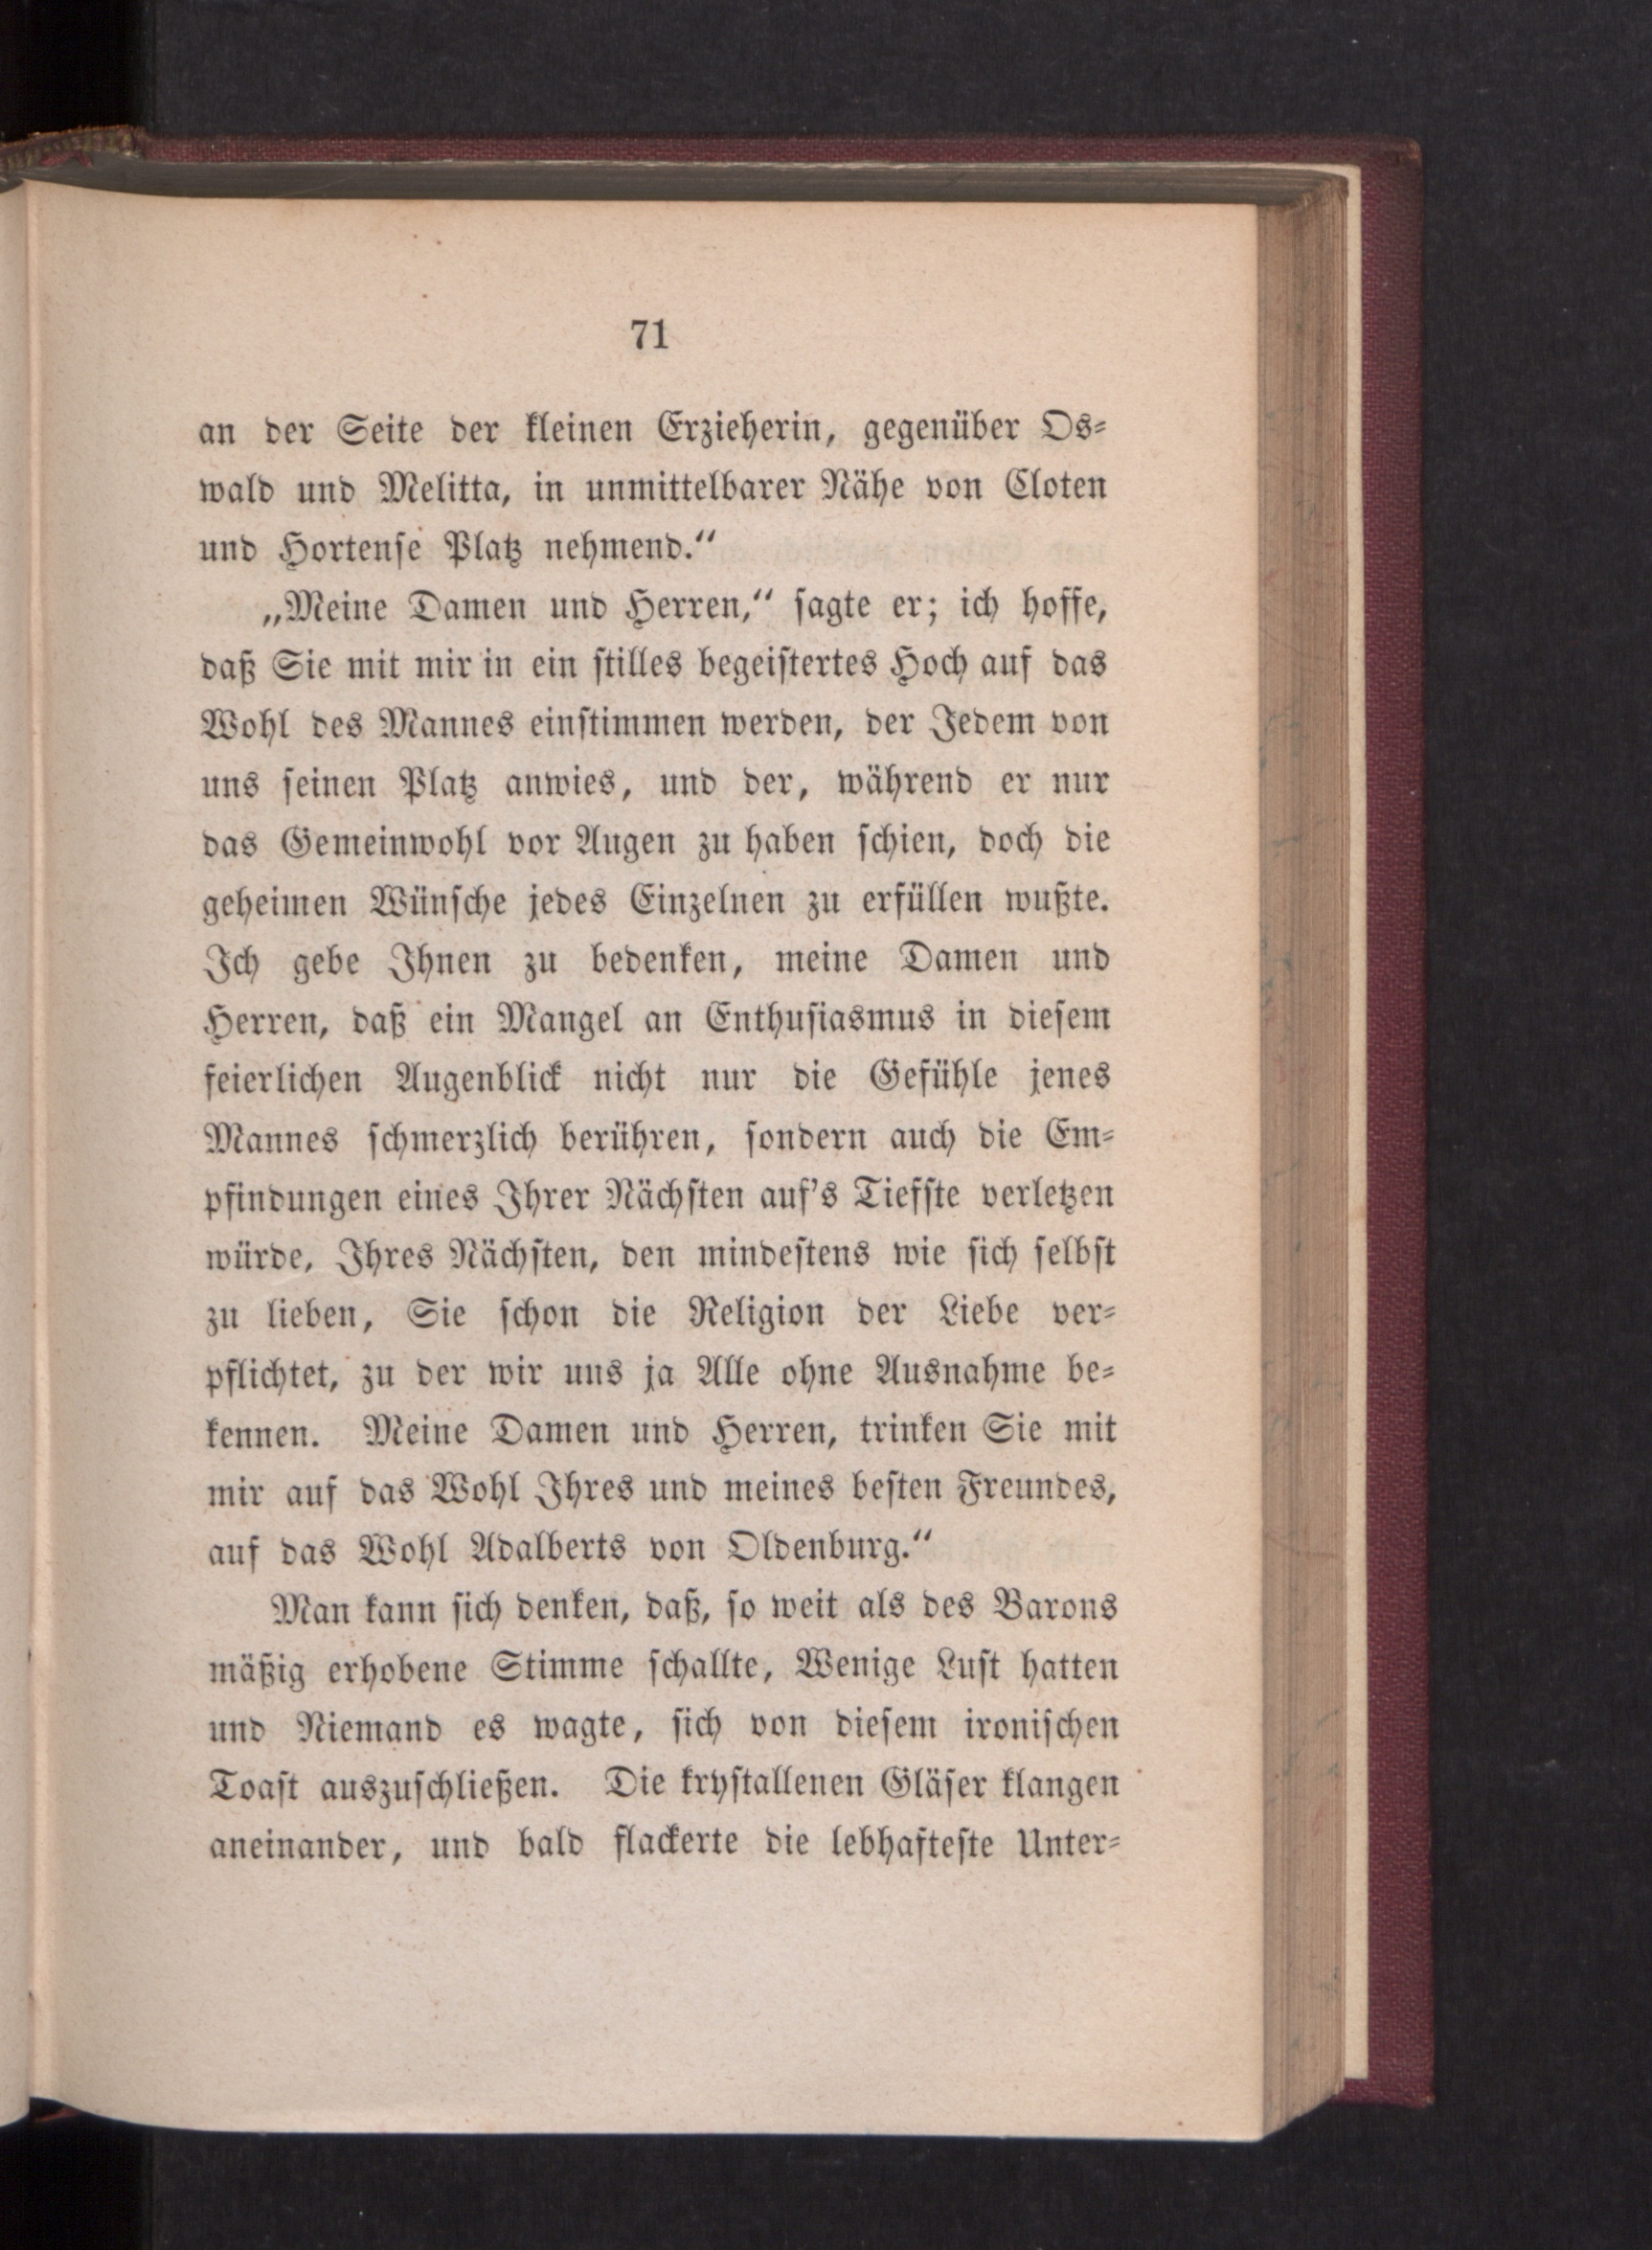 71
an der Seite der kleinen Erzieherin, gegenüber Os-
wald und Melitta, in unmittelbarer Nähe von Cloten
und Hortense Platz nehmend.“
„Meine Damen und Herren,“ sagte er; ich hoffe,
daß Sie mit mir in ein stilles begeistertes Hoch auf das
Wohl des Mannes einstimmen werden, der Jedem von
uns seinen Platz anwies, und der, während er nur
das Gemeinwohl vor Augen zu haben schien, doch die
geheimen Wünsche jedes Einzelnen zu erfüllen wußte.
Ich gebe Ihnen zu bedenken, meine Damen und
Herren, daß ein Mangel an Enthusiasmus in diesem
feierlichen Augenblick nicht nur die Gefühle jenes
Mannes schmerzlich berühren, sondern auch die Em-
pfindungen eines Ihrer Nächsten auf's Tiefste verletzen
würde, Ihres Nächsten, den mindestens wie sich selbst
zu lieben, Sie schon die Religion der Liebe ver-
pflichtet, zu der wir uns ja Alle ohne Ausnahme be-
kennen. Meine Damen und Herren, trinken Sie mit
mir auf das Wohl Ihres und meines besten Freundes,
auf das Wohl Adalberts von Oldenburg.“
Man kann sich denken, daß, so weit als des Barons
mäßig erhobene Stimme schallte, Wenige Lust hatten
und Niemand es wagte, sich von diesem ironischen
Toast auszuschließen. Die krystallenen Gläser klangen
aneinander, und bald flackerte die lebhafteste Unter-